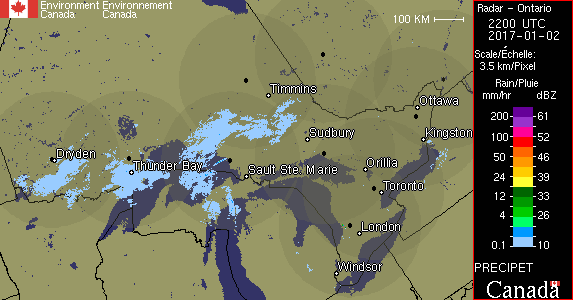 Environment Environnement
Canada Canada
100 KM
Timmins
Ottawa
Sudbury
Kingston
Dryden
Thunder Bay
Sault Ste. Marie
Orillia
Toronto
London
Windsor
Radar - Ontario
2200 UTC
2017-01-02
Scale/Échelle:
3.5 km/Pixel
Rain/Pluie
mm/hr dBZ
200 61
100 52
50 46
24 39
12 33
4 26
0.1 10
PRECIPET
Canada